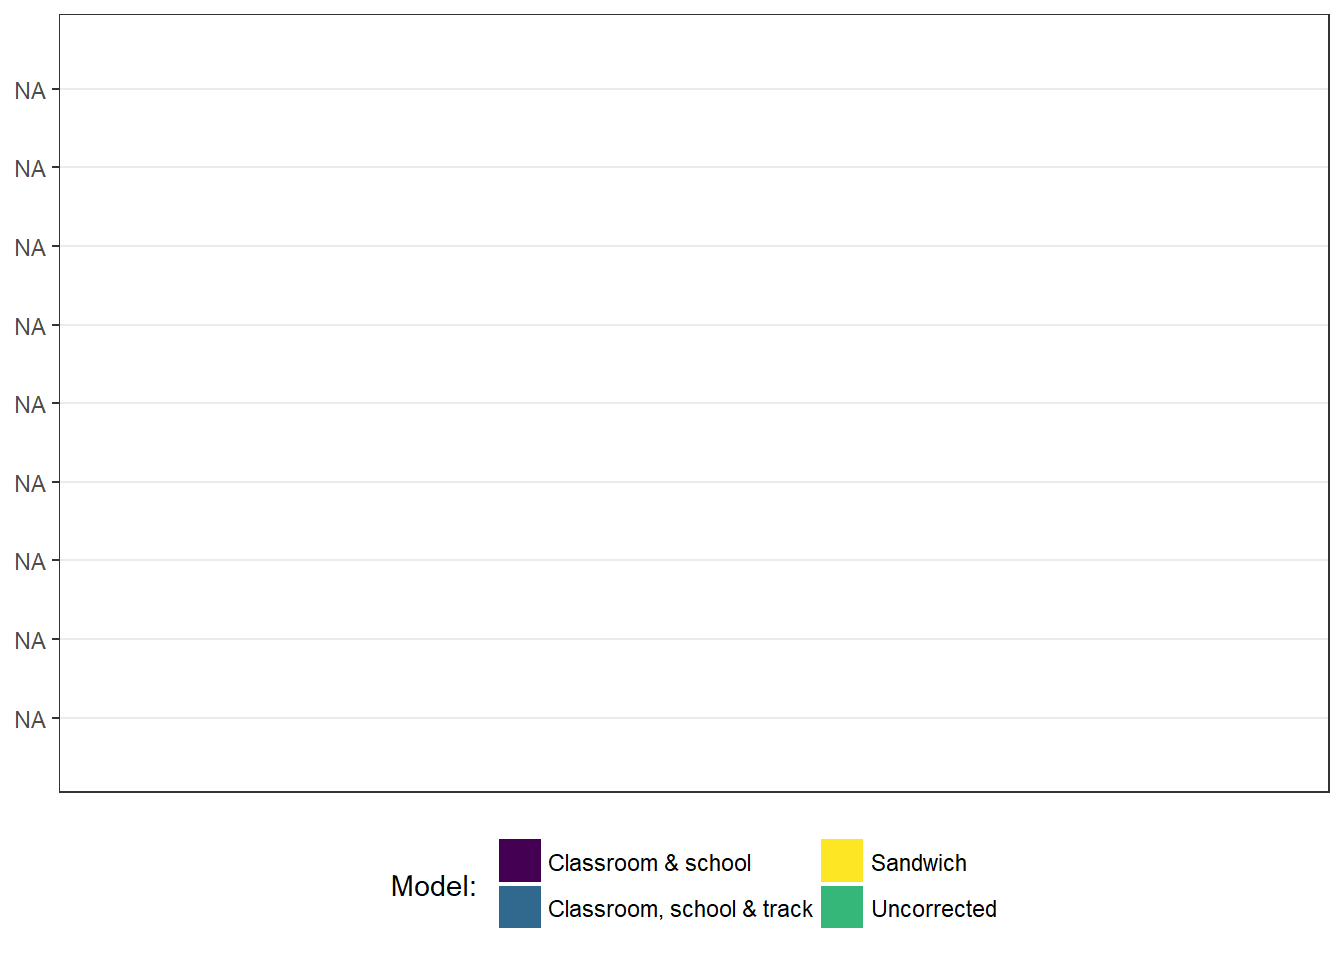 NA
NA
NA
NA
NA
NA
NA
NA
NA
Model:
Classroom & school
Classroom, school & track
Sandwich
Uncorrected